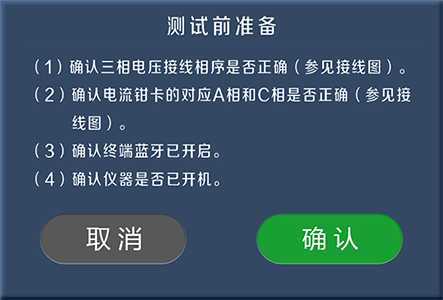 测试前准备
（1）确认三相电压接线相序是否正确（参见接线图）。
（2）确认电流钳卡的对应A相和C相是否正确（参见接
线图）。
（3）确认终端蓝牙已开启。
（4）确认仪器是否已开机。
取消
确认